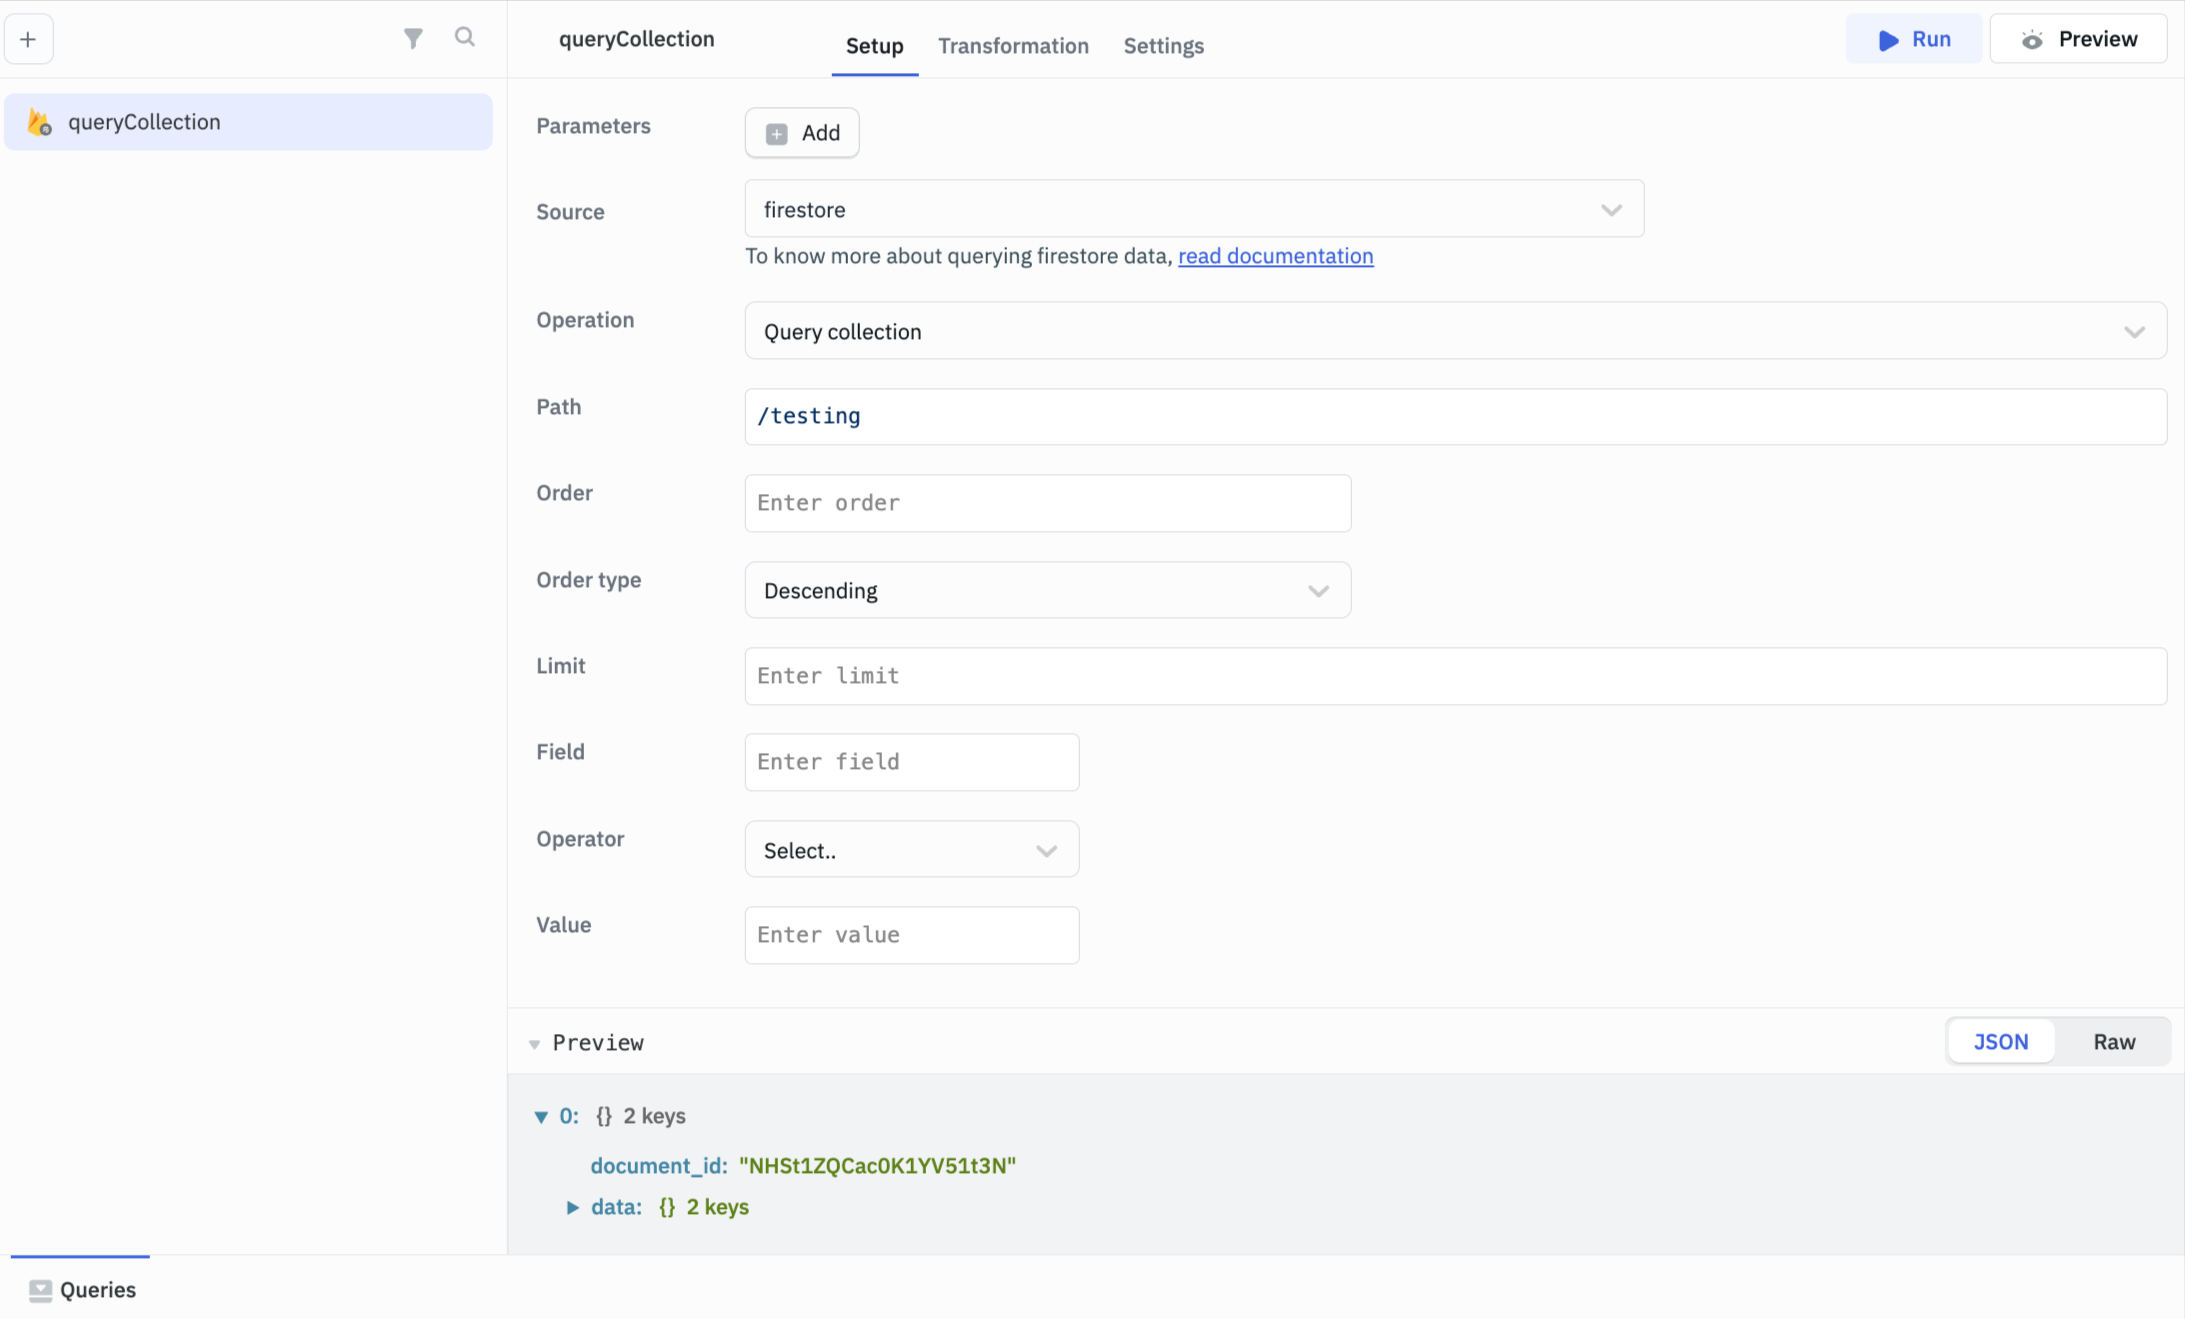 queryCollection
Setup
Transformation
Settings
Run
Preview
queryCollection
Parameters
Add
Source
firestore
To know more about querying firestore data, read documentation
Operation
Query collection
Path
/testing
Order
Enter order
Order type
Descending
Limit
Enter limit
Field
Enter field
Operator
Select..
Value
Enter value
Preview
JSON
Raw
0: {} 2 keys
document_id: "NHSt1ZQCac0K1YV51t3N"
data: {} 2 keys
Queries